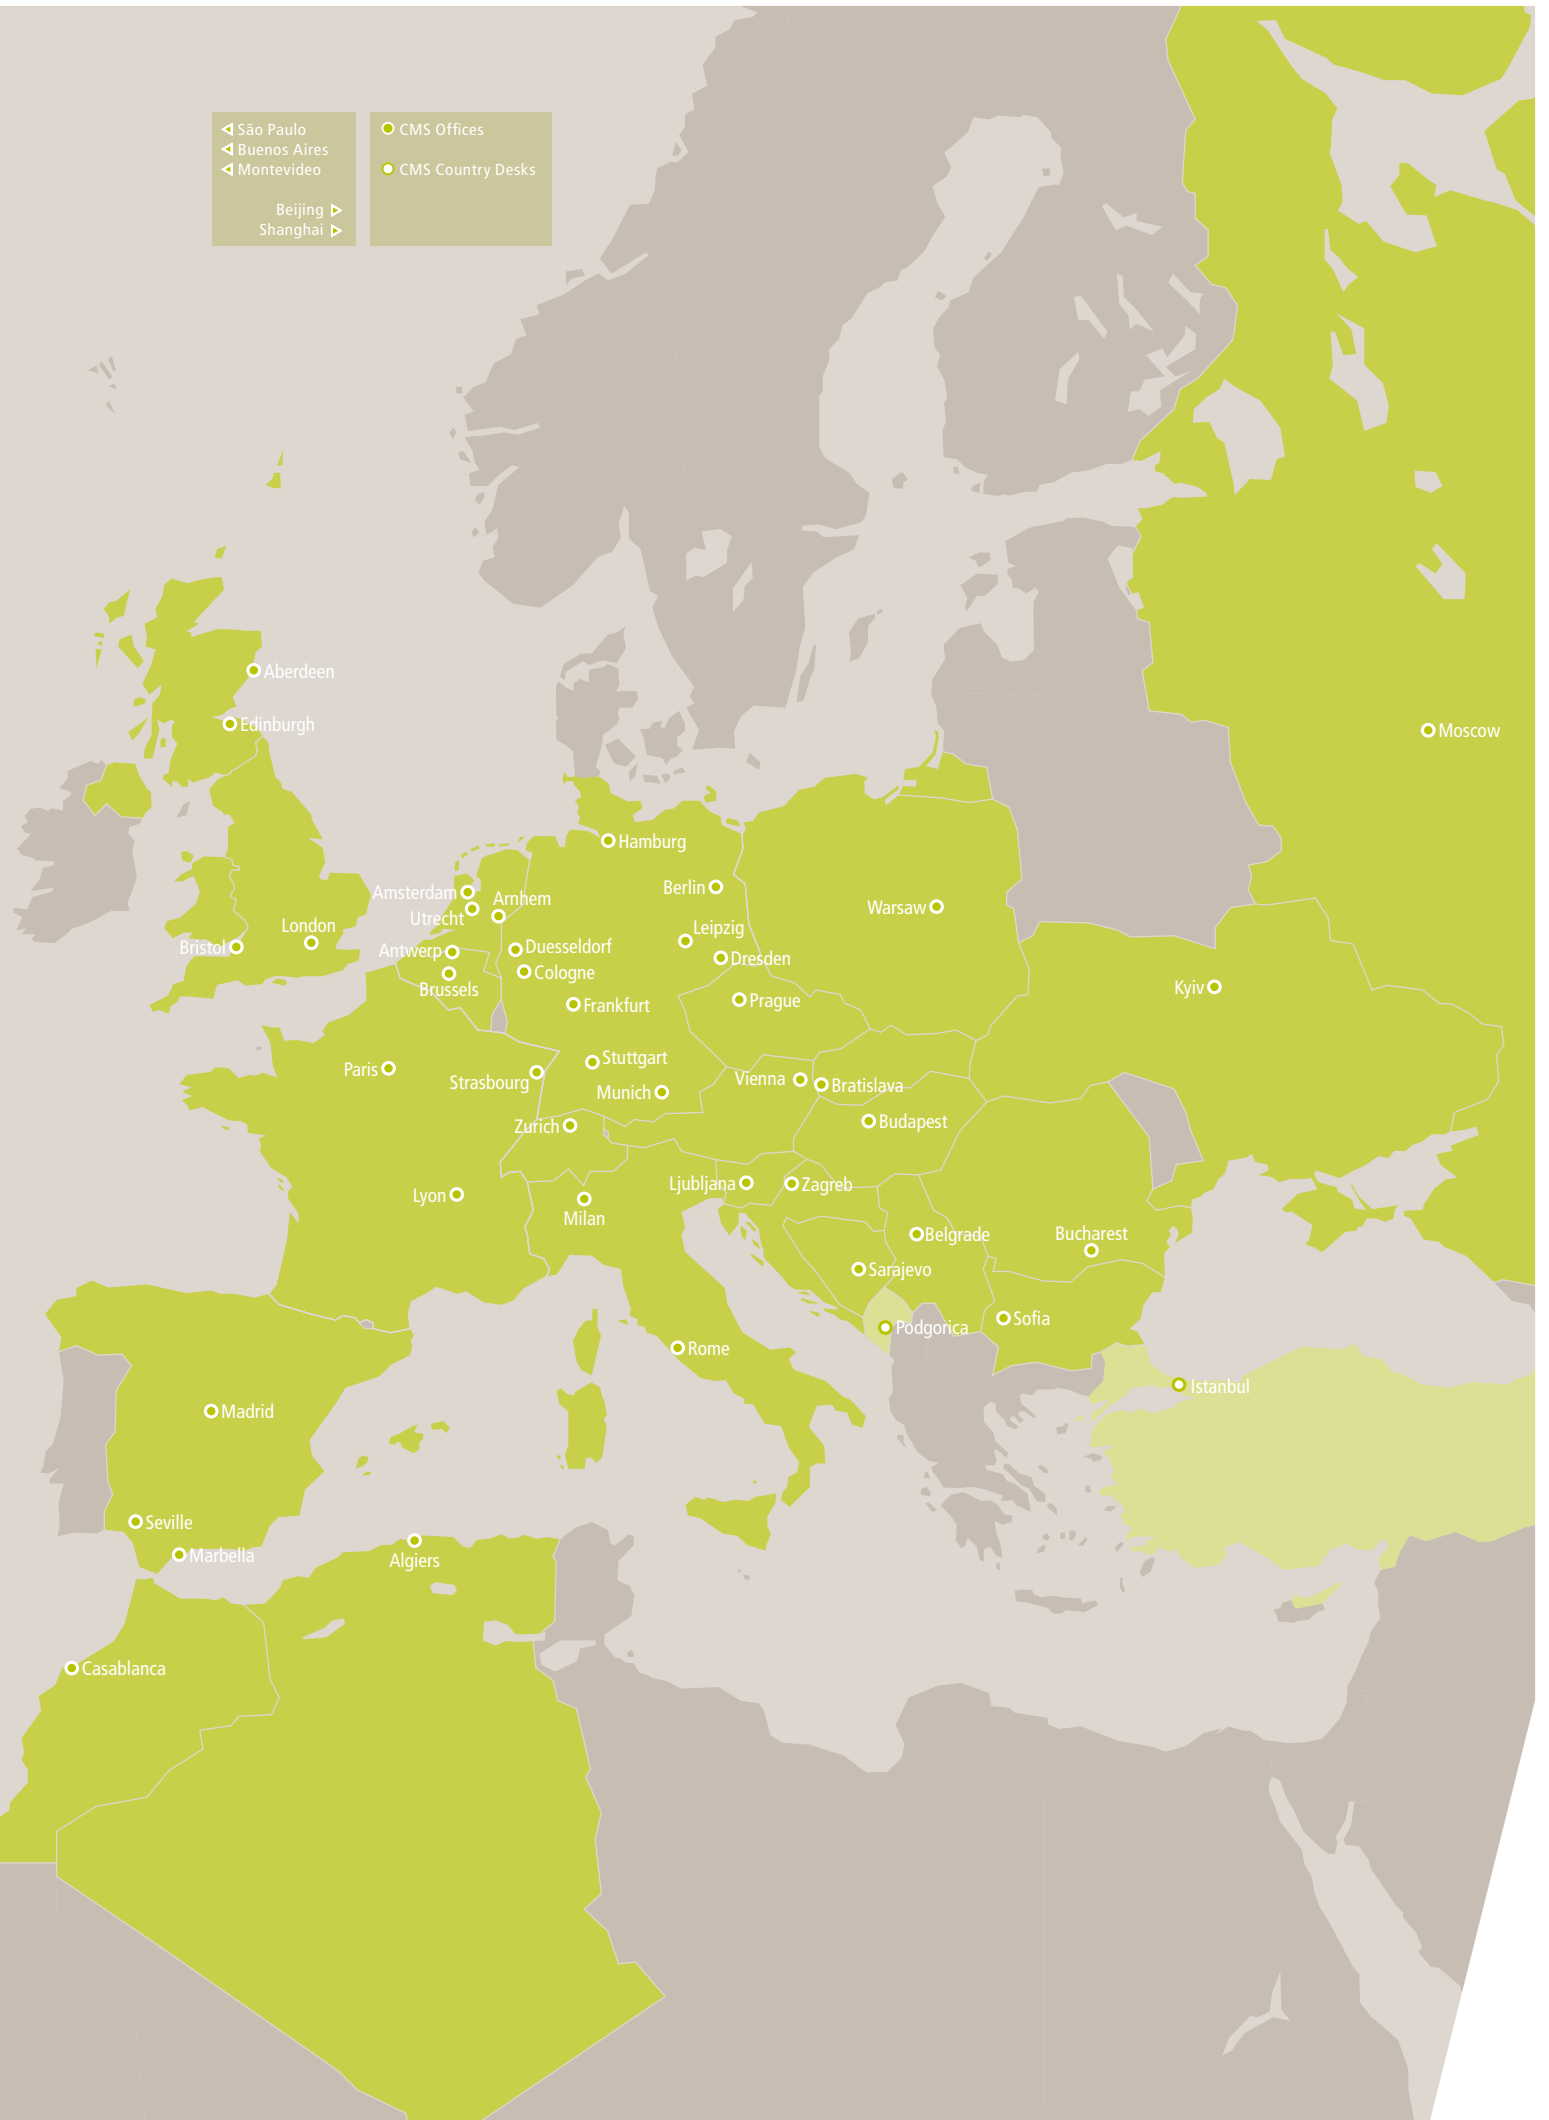 São Paulo
Buenos Aires
Montevideo
Beijing
Shanghai
CMS Offices
CMS Country Desks
Aberdeen
Edinburgh
Moscow
Hamburg
Berlin
Amsterdam
Arnhem
Utrecht
Warsaw
London
Leipzig
Bristol
Antwerp
Duesseldorf
Dresden
Cologne
Brussels
Kyiv
Frankfurt
Prague
Paris
Stuttgart
Strasbourg
Munich
Vienna
Bratislava
Zurich
Budapest
Lyon
Ljubljana
Zagreb
Milan
Belgrade
Bucharest
Sarajevo
Sofia
Podgorica
Rome
Istanbul
Madrid
Seville
Marbella
Algiers
Casablanca